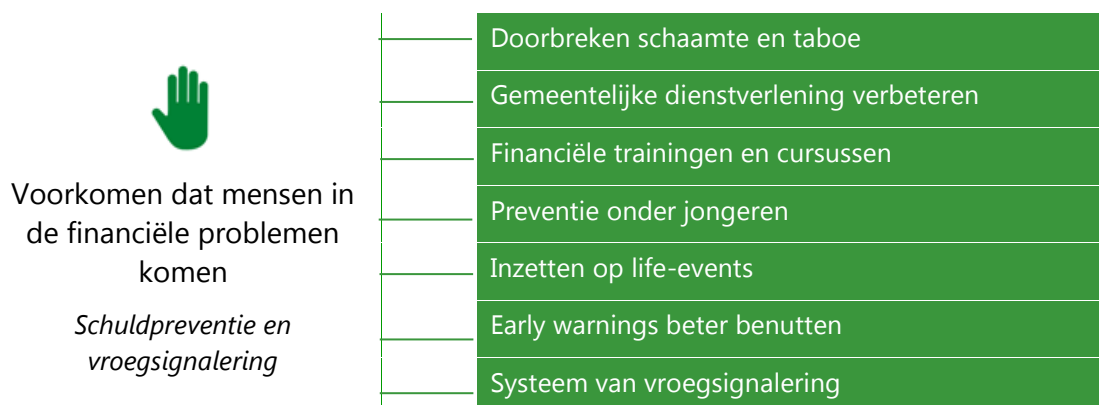 Voorkomen dat mensen in
de financiële problemen
komen
Schuldpreventie en
vroegsignalering
Doorbreken schaamte en taboe
Gemeentelijke dienstverlening verbeteren
Financiële trainingen en cursussen
Preventie onder jongeren
Inzetten op life-events
Early warnings beter benutten
Systeem van vroegsignalering